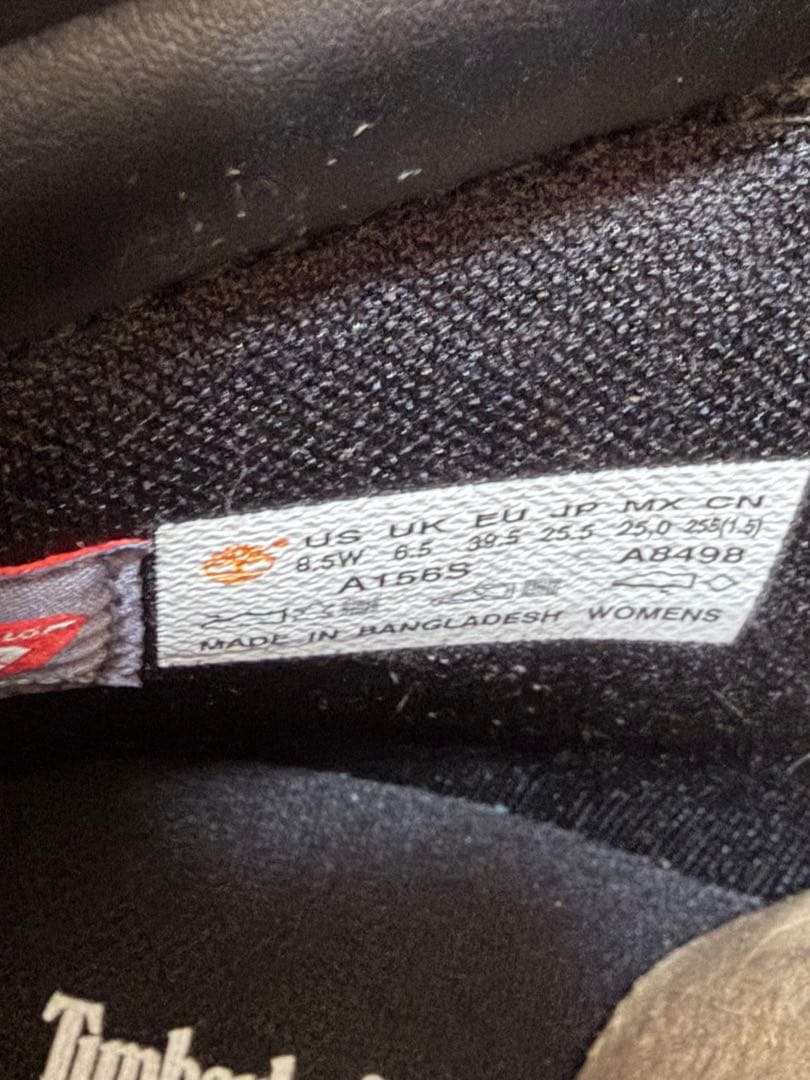 US UK EU JP MX CN
8.5W 6.5 39.5 25.5 25,0 255(1.5)
A156S A8498
MADE IN BANGLADESH WOMENS